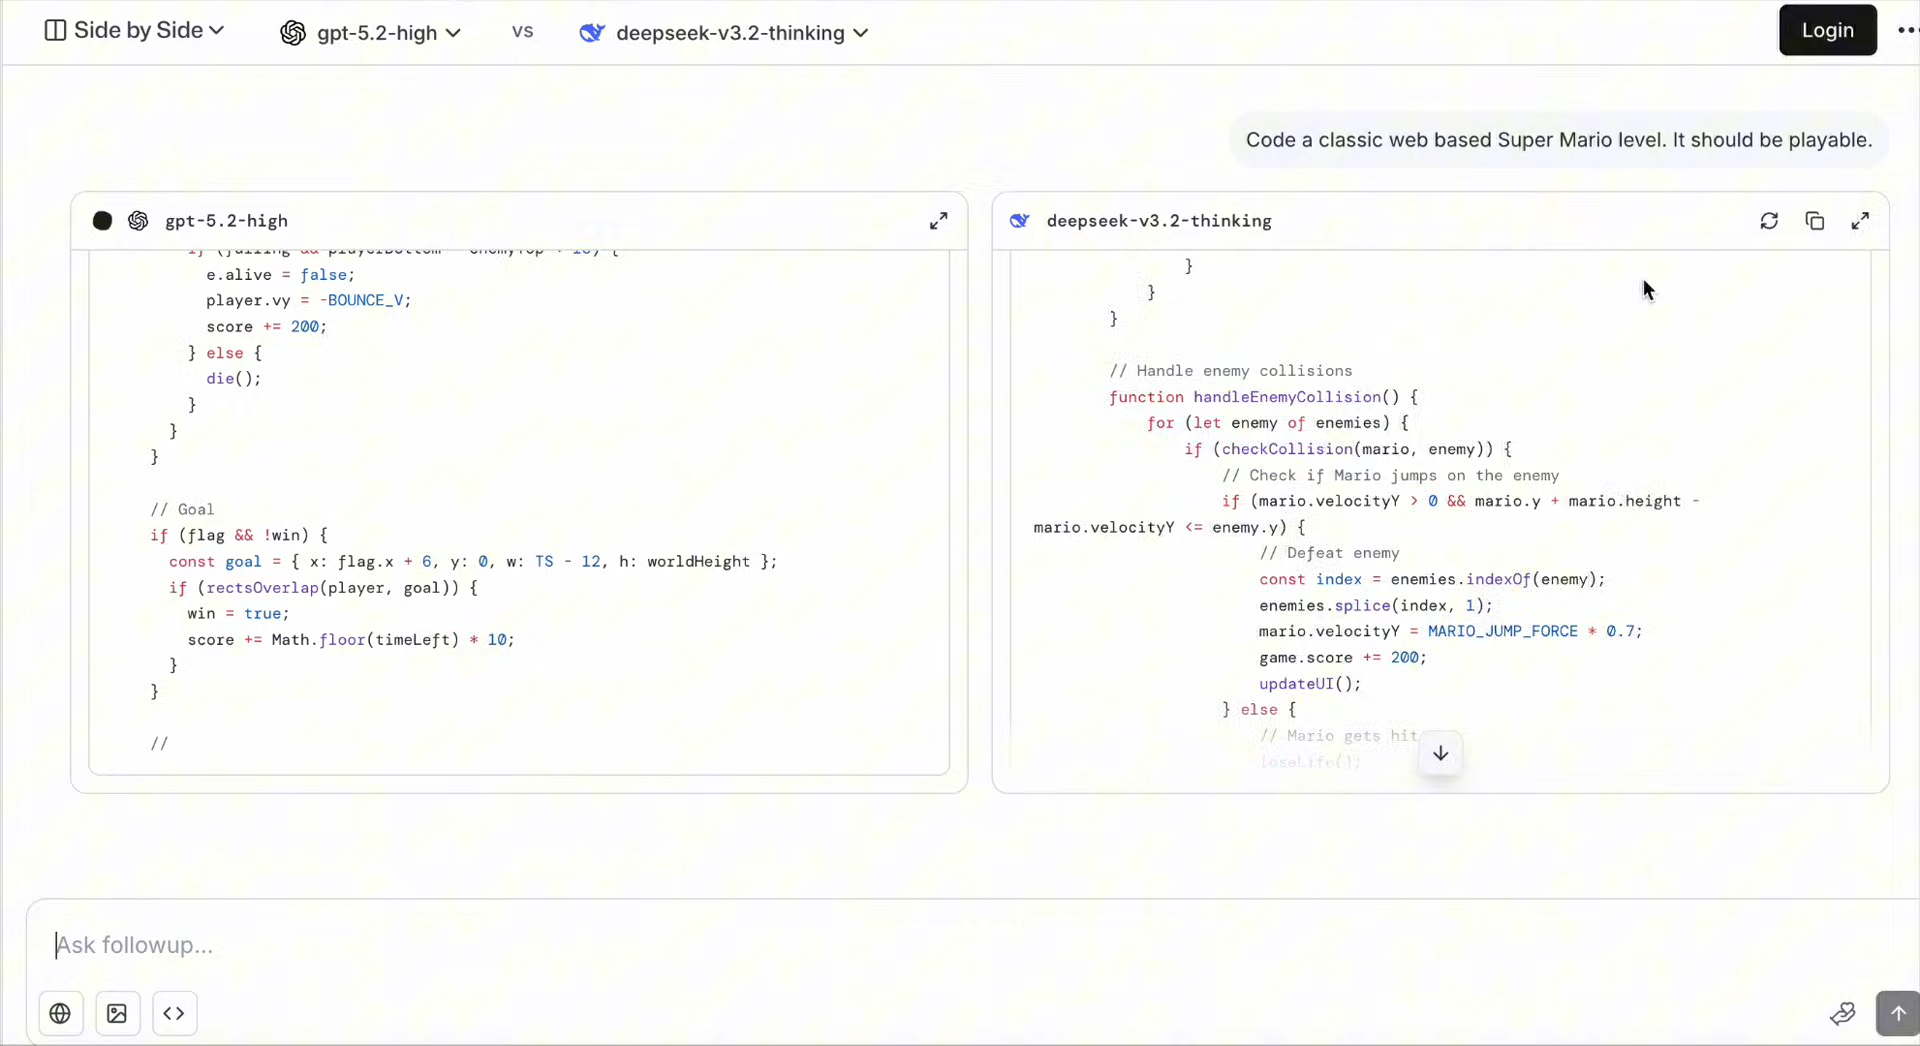 Side by Side
gpt-5.2-high
VS
deepseek-v3.2-thinking
Login
Code a classic web based Super Mario level. It should be playable.
gpt-5.2-high
e.alive = false;
player.vy = -BOUNCE_V;
score += 200;
} else {
die();
}
}
}
// Goal
if (flag && !win) {
const goal = { x: flag.x + 6, y: 0, w: TS - 12, h: worldHeight };
if (rectsOverlap(player, goal)) {
win = true;
score += Math.floor(timeLeft) * 10;
}
}
//
deepseek-v3.2-thinking
}
}
}
// Handle enemy collisions
function handleEnemyCollision() {
for (let enemy of enemies) {
if (checkCollision(mario, enemy)) {
// Check if Mario jumps on the enemy
if (mario.velocityY > 0 && mario.y + mario.height -
mario.velocityY <= enemy.y) {
// Defeat enemy
const index = enemies.indexOf(enemy);
enemies.splice(index, 1);
mario.velocityY = MARIO_JUMP_FORCE * 0.7;
game.score += 200;
updateUI();
} else {
// Mario gets hit
loseLife();
Ask followup...